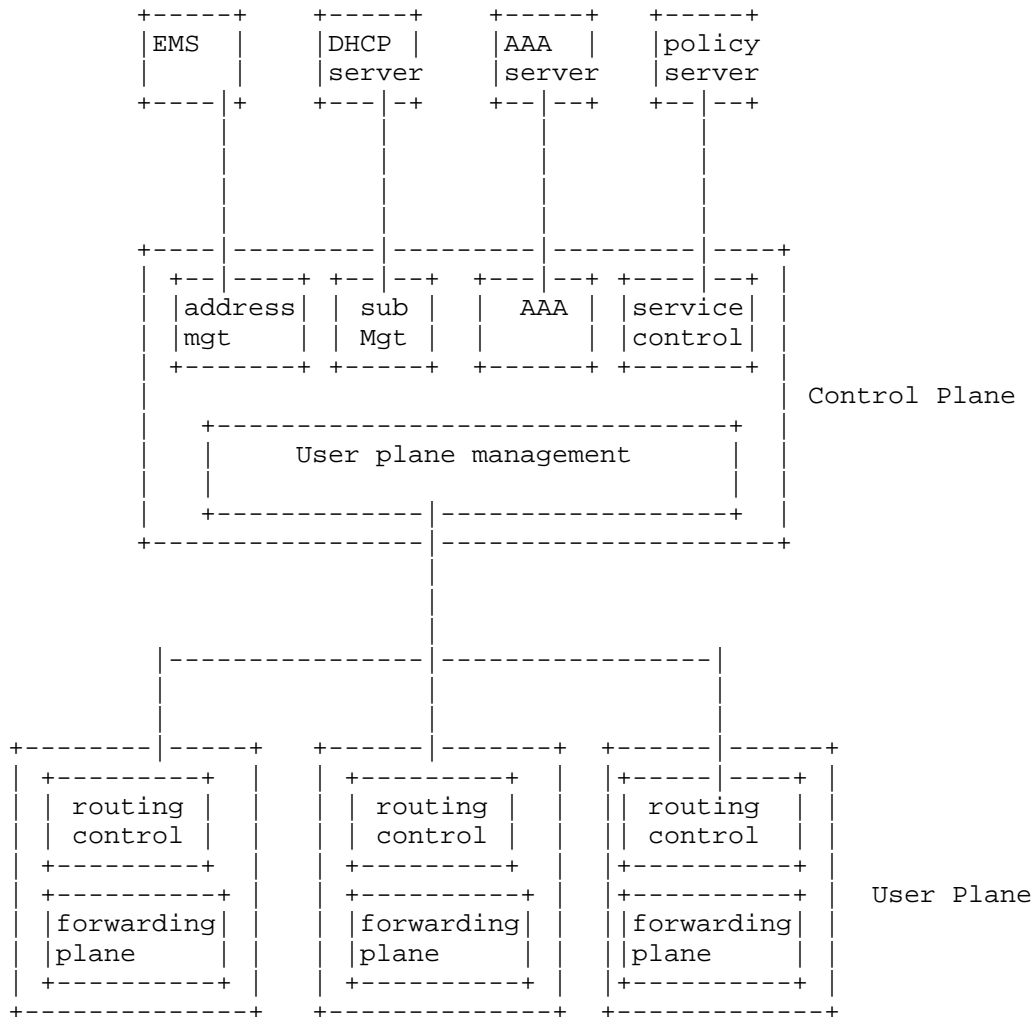 EMS DHCP AAA policy
server server server
address sub AAA service
mgt Mgt control
Control Plane
User plane management
routing routing routing
control control control
User Plane
forwarding forwarding forwarding
plane plane plane